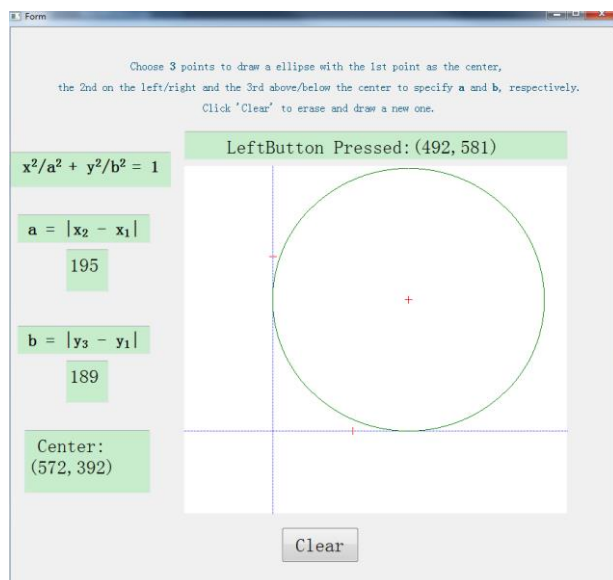 Form
Choose 3 points to draw a ellipse with the 1st point as the center,
the 2nd on the left/right and the 3rd above/below the center to specify a and b, respectively.
Click 'Clear' to erase and draw a new one.
LeftButton Pressed:(492,581)
x²/a² + y²/b² = 1
a = |x₂ - x₁|
195
b = |y₃ - y₁|
189
Center:
(572,392)
Clear